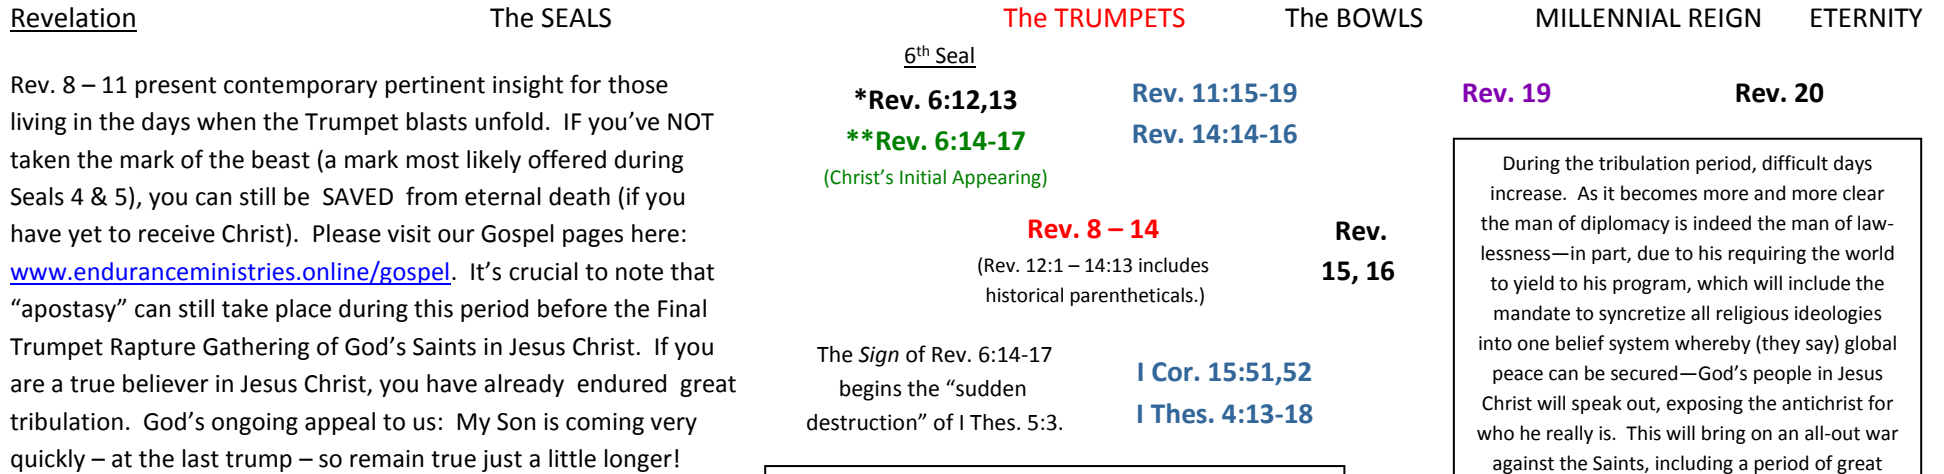 Revelation The SEALS The TRUMPETS The BOWLS MILLENNIAL REIGN ETERNITY
Rev. 8 – 11 present contemporary pertinent insight for those
living in the days when the Trumpet blasts unfold. IF you’ve NOT
taken the mark of the beast (a mark most likely offered during
Seals 4 & 5), you can still be SAVED from eternal death (if you
have yet to receive Christ). Please visit our Gospel pages here:
www.enduranceministries.online/gospel. It’s crucial to note that
“apostasy” can still take place during this period before the Final
Trumpet Rapture Gathering of God’s Saints in Jesus Christ. If you
are a true believer in Jesus Christ, you have already endured great
tribulation. God’s ongoing appeal to us: My Son is coming very
quickly – at the last trump – so remain true just a little longer!
6th Seal
*Rev. 6:12,13
**Rev. 6:14-17
(Christ’s Initial Appearing)
Rev. 11:15-19
Rev. 14:14-16
Rev. 8 – 14
(Rev. 12:1 – 14:13 includes
historical parentheticals.)
Rev.
15, 16
The Sign of Rev. 6:14-17
begins the “sudden
destruction” of I Thes. 5:3.
I Cor. 15:51,52
I Thes. 4:13-18
Rev. 19
Rev. 20
During the tribulation period, difficult days
increase. As it becomes more and more clear
the man of diplomacy is indeed the man of law-
lessness—in part, due to his requiring the world
to yield to his program, which will include the
mandate to syncretize all religious ideologies
into one belief system whereby (they say) global
peace can be secured—God’s people in Jesus
Christ will speak out, exposing the antichrist for
who he really is. This will bring on an all-out war
against the Saints, including a period of great